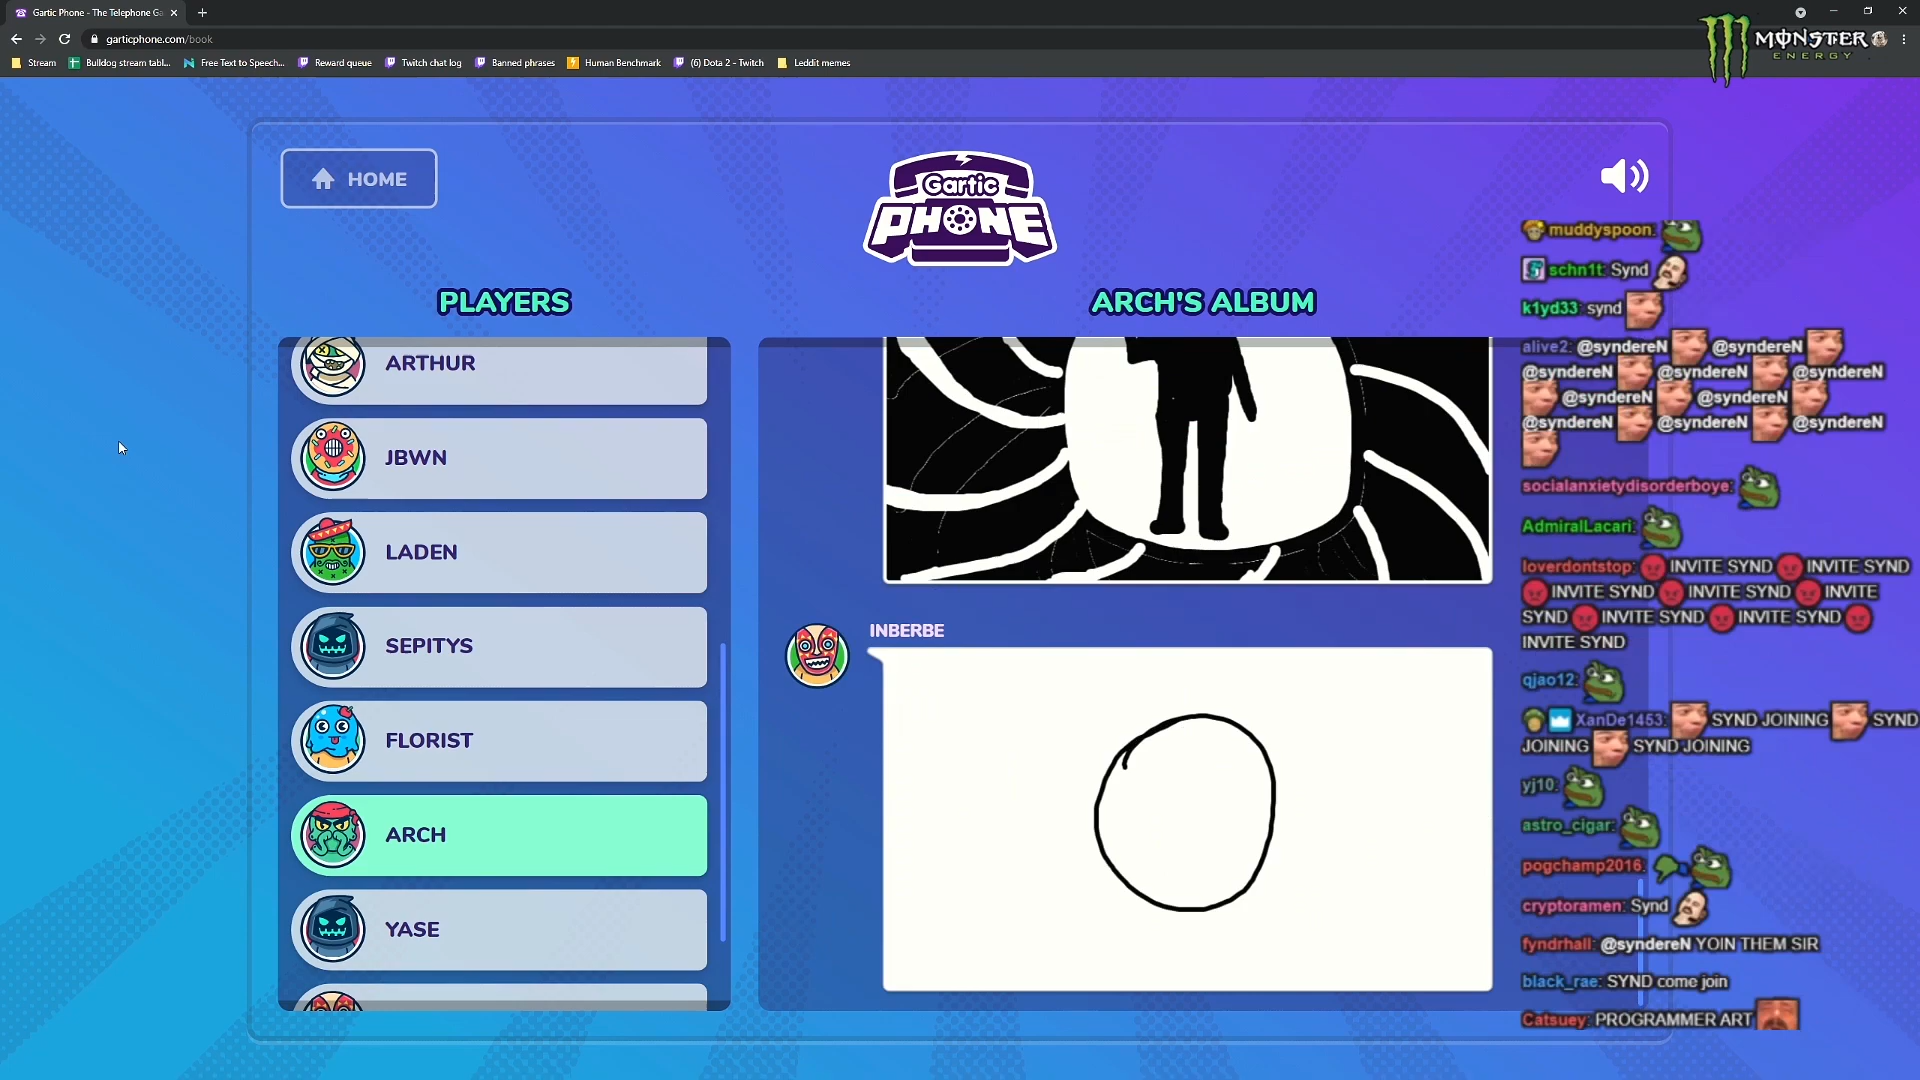 Gartic Phone - The Telephone Ga
garticphone.com/book
Stream
Bulldog stream tabl...
Free Text to Speech...
Reward queue
Twitch chat log
Banned phrases
Human Benchmark
(6) Dota 2 - Twitch
Leddit memes
MONSTER
ENERGY
HOME
Gartic
PHONE
PLAYERS
ARCH'S ALBUM
ARTHUR
JBWN
LADEN
SEPITYS
FLORIST
ARCH
YASE
INBERBE
muddyspoon:
schn1t: Synd
k1yd33: synd
alive2: @syndereN @syndereN
@syndereN @syndereN @syndereN
@syndereN @syndereN
@syndereN @syndereN @syndereN
socialanxietydisorderboye:
AdmiralLacari:
loverdontstop: INVITE SYND INVITE SYND
INVITE SYND INVITE SYND INVITE
SYND INVITE SYND INVITE SYND
INVITE SYND
qjao12:
XanDe1453: SYND JOINING SYND
JOINING SYND JOINING
yj10:
astro_cigar:
pogchamp2016:
cryptoramen: Synd
fyndrhall: @syndereN YOIN THEM SIR
black_rae: SYND come join
Catsuey: PROGRAMMER ART